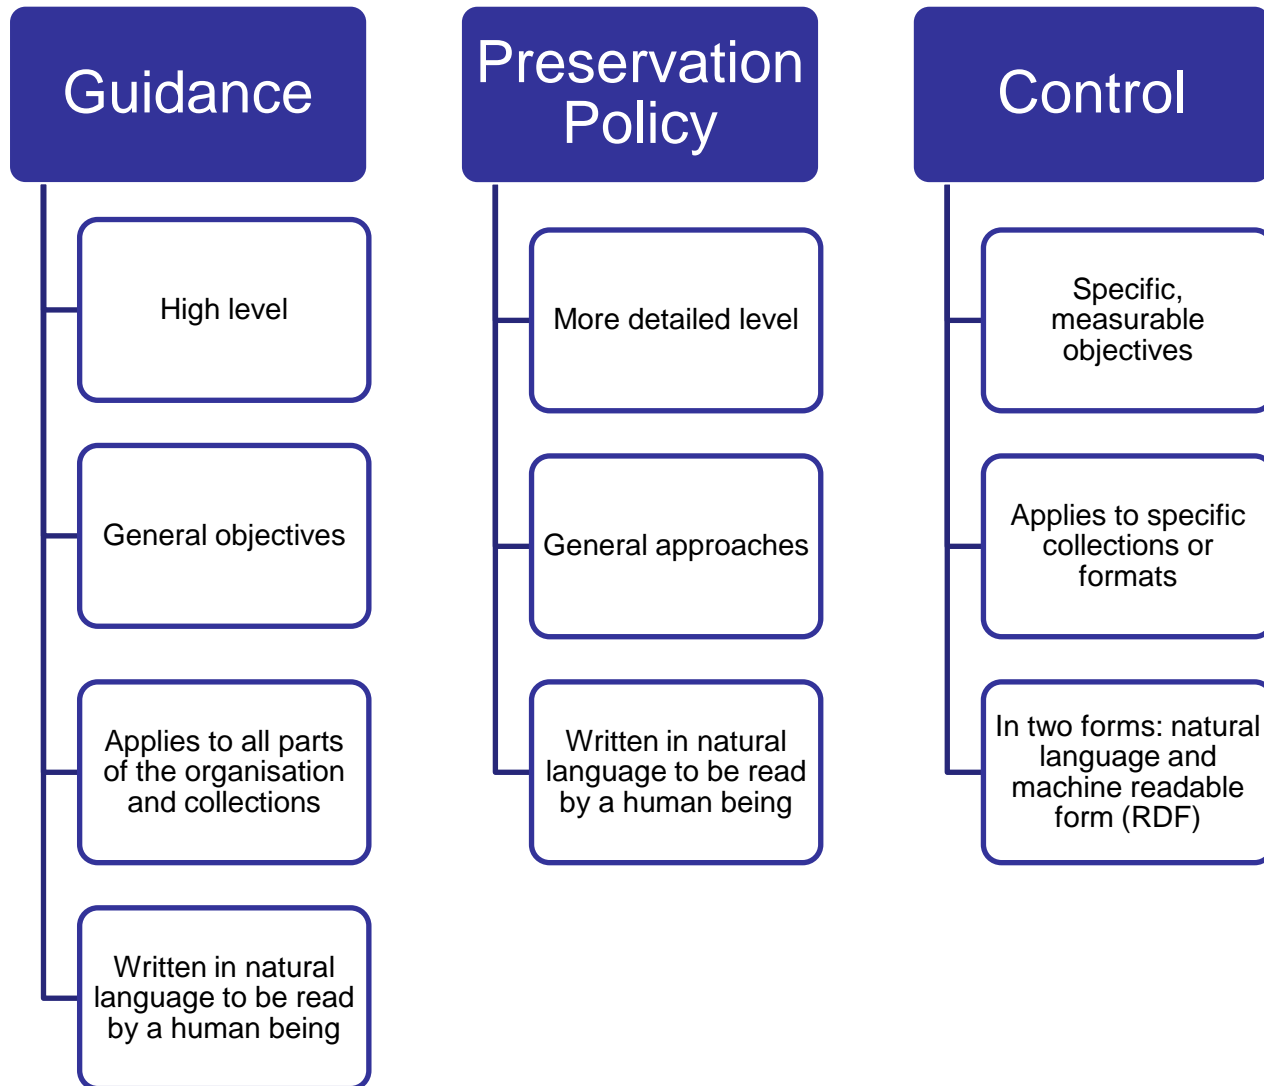 Guidance
High level
General objectives
Applies to all parts
of the organisation
and collections
Written in natural
language to be read
by a human being
Preservation
Policy
More detailed level
General approaches
Written in natural
language to be read
by a human being
Control
Specific,
measurable
objectives
Applies to specific
collections or
formats
In two forms: natural
language and
machine readable
form (RDF)